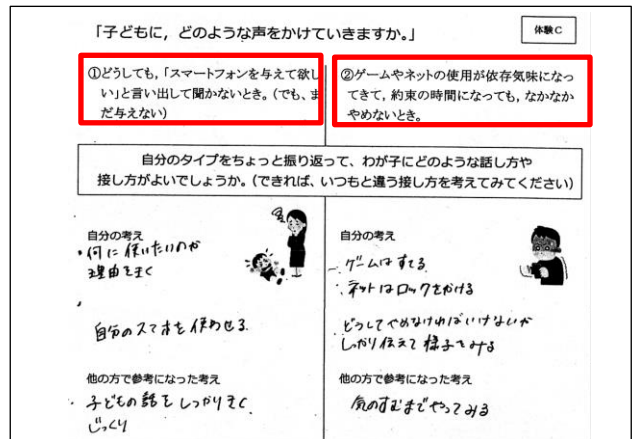 「子どもに，どのような声をかけていきますか。」
体験C
①どうしても、「スマートフォンを与えて欲し
い」と言い出して聞かないとき。（でも、ま
だ与えない）
②ゲームやネットの使用が依存気味になっ
てきて，約束の時間になっても，なかなか
やめないとき。
自分のタイプをちょっと振り返って、わが子にどのような話し方や
接し方がよいでしょうか。（できれば、いつもと違う接し方を考えてみてください）
自分の考え
・何に使いたいのか
理由をきく
自分のスマホを使わせる
他の方で参考になった考え
・子どもの話をしっかりきく
じっくり
自分の考え
・ゲームはすてる
・ネットはロックをかける
どうしてやめなければいけないか
しっかり伝えて様子をみる
他の方で参考になった考え
気のすむまでやってみる